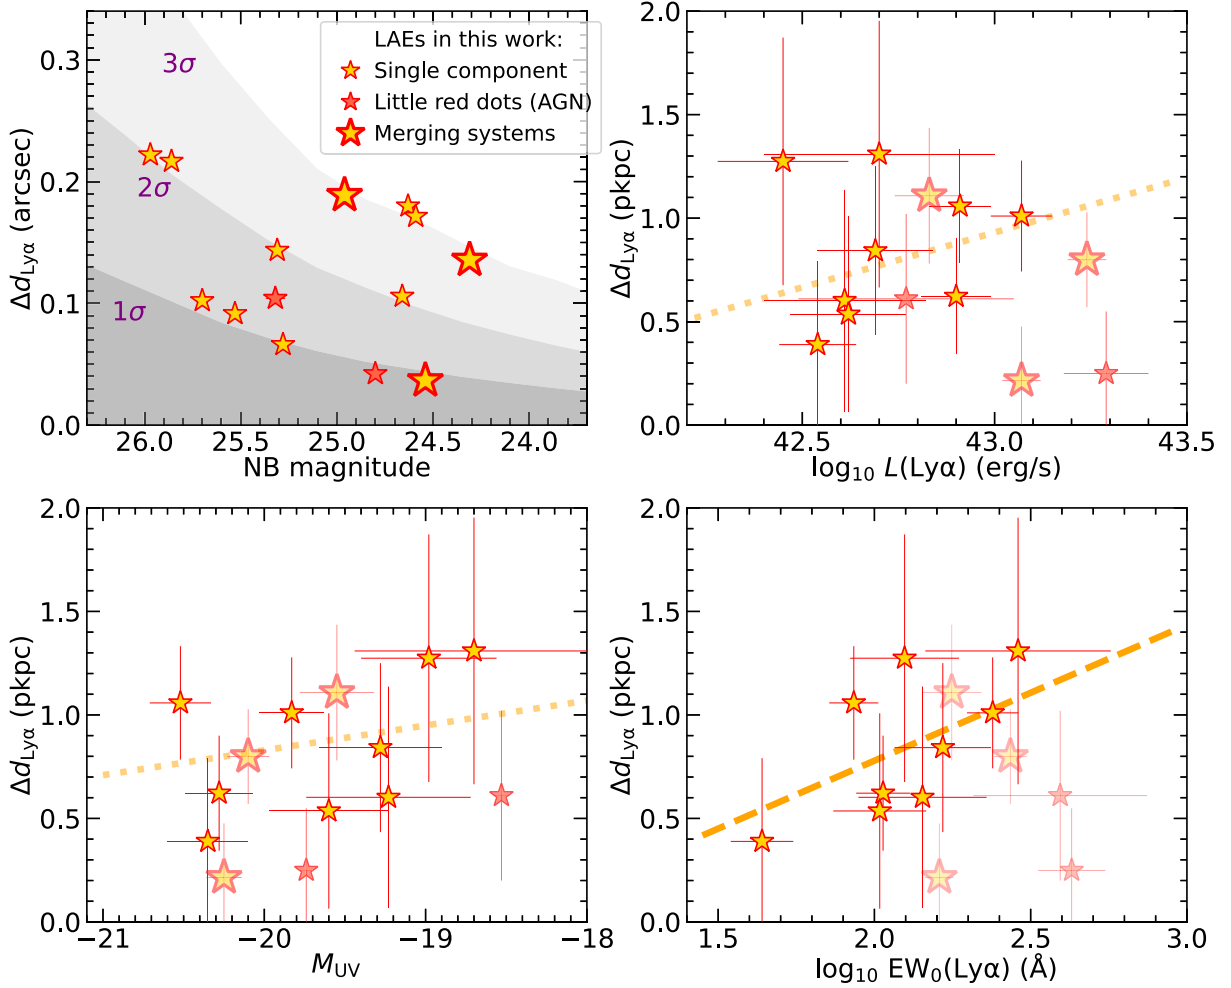 0.3
0.2
0.1
0.0
Δd_Lyα (arcsec)
3σ
2σ
1σ
LAEs in this work:
Single component
Little red dots (AGN)
Merging systems
26.0 25.5 25.0 24.5 24.0
NB magnitude
2.0
1.5
1.0
0.5
0.0
Δd_Lyα (pkpc)
42.5 43.0 43.5
log₁₀ L(Lyα) (erg/s)
2.0
1.5
1.0
0.5
0.0
Δd_Lyα (pkpc)
−21 −20 −19 −18
M_UV
2.0
1.5
1.0
0.5
0.0
Δd_Lyα (pkpc)
1.5 2.0 2.5 3.0
log₁₀ EW₀(Lyα) (Å)